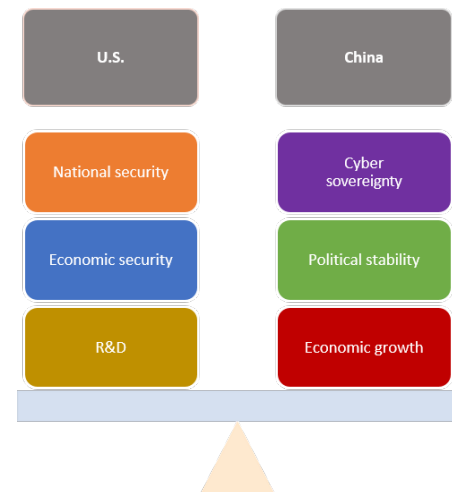 U.S.
China
National security
Cyber
sovereignty
Economic security
Political stability
R&D
Economic growth